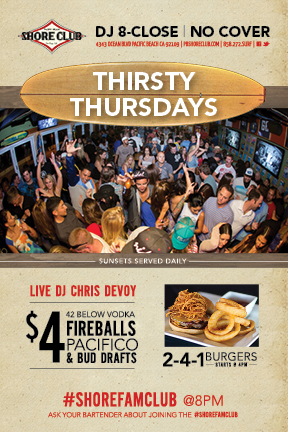 SHORE CLUB
DJ 8-CLOSE | NO COVER
4343 OCEAN BLVD PACIFIC BEACH CA 92109 | PBSHORECLUB.COM | 858.272.SURF |
THIRSTY
THURSDAYS
SUNSETS SERVED DAILY
LIVE DJ CHRIS DEVOY
$4
42 BELOW VODKA
FIREBALLS
PACIFICO
& BUD DRAFTS
2-4-1 BURGERS
STARTS @ 6PM
#SHOREFAMCLUB @8PM
ASK YOUR BARTENDER ABOUT JOINING THE #SHOREFAMCLUB